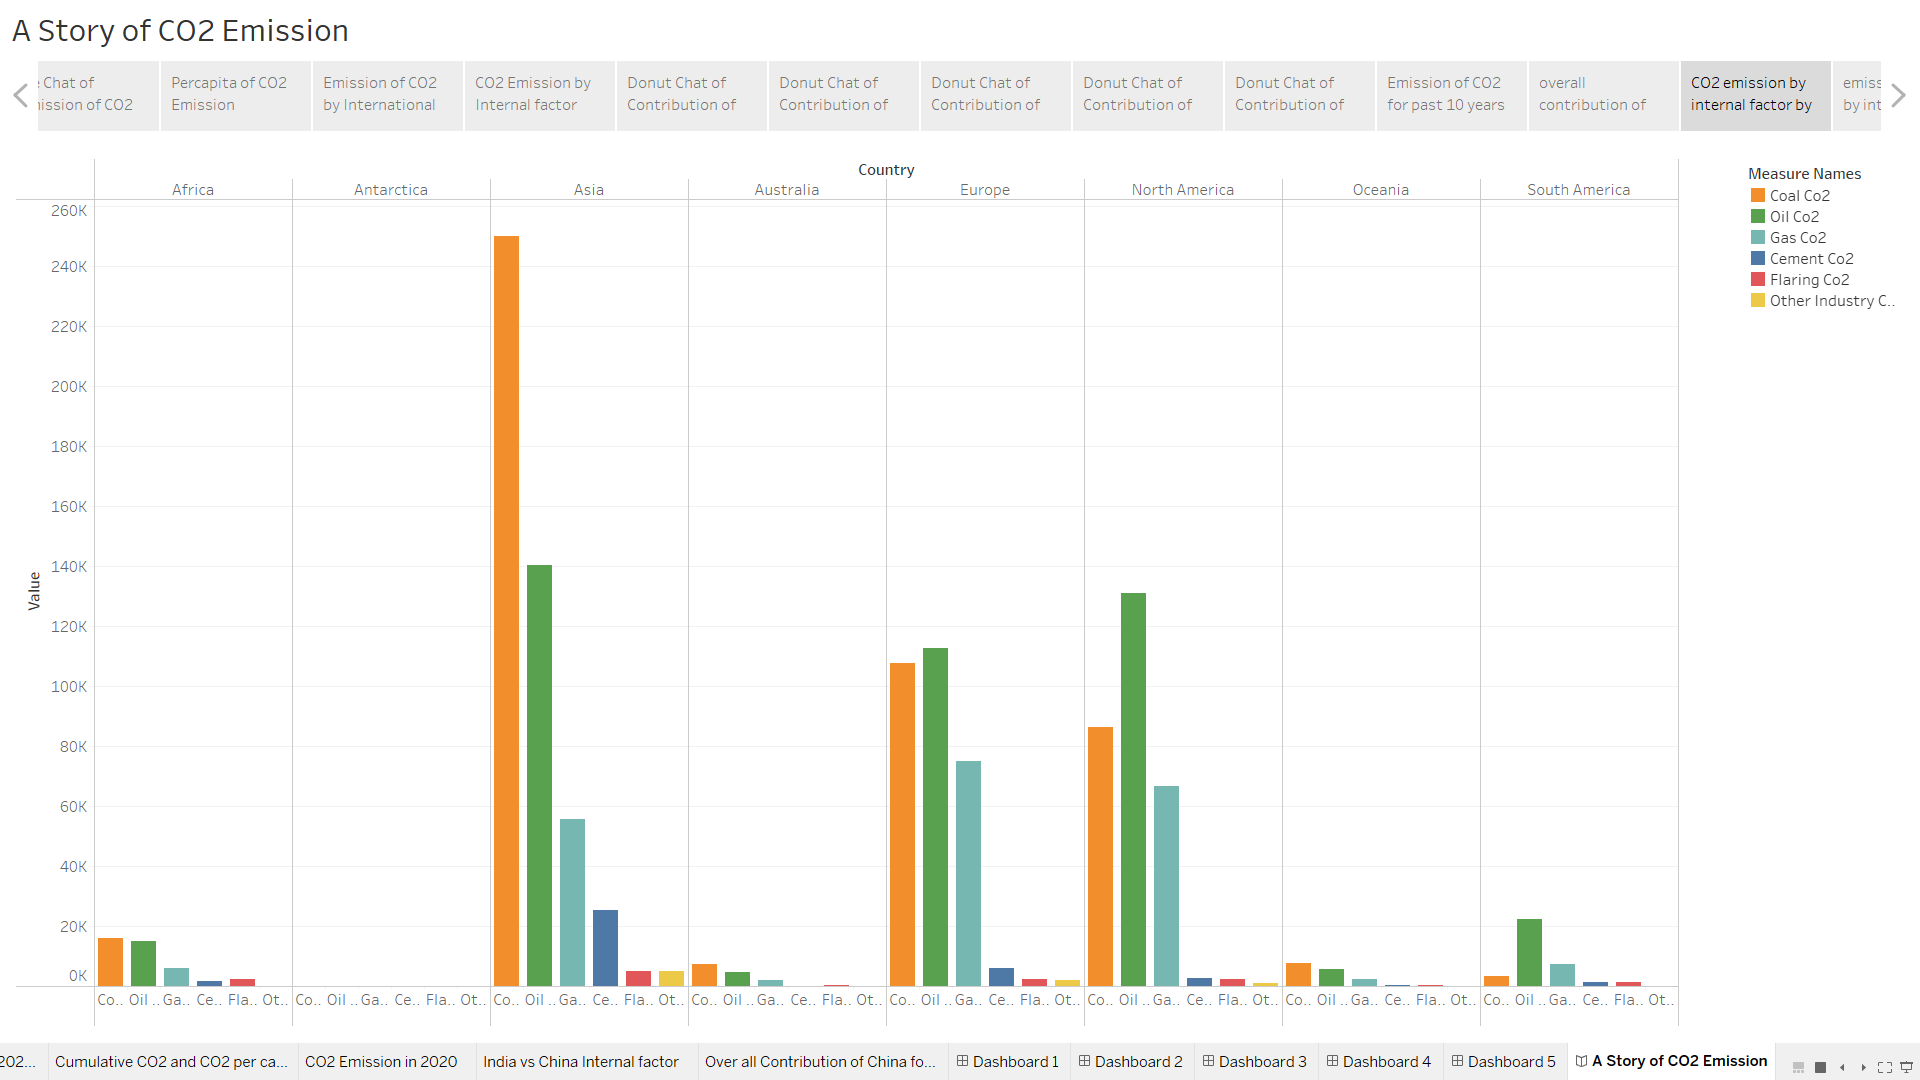 A Story of CO2 Emission
Chat of
ission of CO2
Percapita of CO2
Emission
Emission of CO2
by International
CO2 Emission by
Internal factor
Donut Chat of
Contribution of
Donut Chat of
Contribution of
Donut Chat of
Contribution of
Donut Chat of
Contribution of
Donut Chat of
Contribution of
Emission of CO2
for past 10 years
overall
contribution of
CO2 emission by
internal factor by
emiss
by int
Country
Africa Antarctica Asia Australia Europe North America Oceania South America
Measure Names
Coal Co2
Oil Co2
Gas Co2
Cement Co2
Flaring Co2
Other Industry C..
260K
240K
220K
200K
180K
160K
140K
120K
100K
80K
60K
40K
20K
0K
Value
Co.. Oil .. Ga.. Ce.. Fla.. Ot.. Co.. Oil .. Ga.. Ce.. Fla.. Ot.. Co.. Oil .. Ga.. Ce.. Fla.. Ot.. Co.. Oil .. Ga.. Ce.. Fla.. Ot.. Co.. Oil .. Ga.. Ce.. Fla.. Ot.. Co.. Oil .. Ga.. Ce.. Fla.. Ot.. Co.. Oil .. Ga.. Ce.. Fla.. Ot.. Co.. Oil .. Ga.. Ce.. Fla.. Ot..
202... Cumulative CO2 and CO2 per ca... CO2 Emission in 2020 India vs China Internal factor Over all Contribution of China fo... Dashboard 1 Dashboard 2 Dashboard 3 Dashboard 4 Dashboard 5 A Story of CO2 Emission